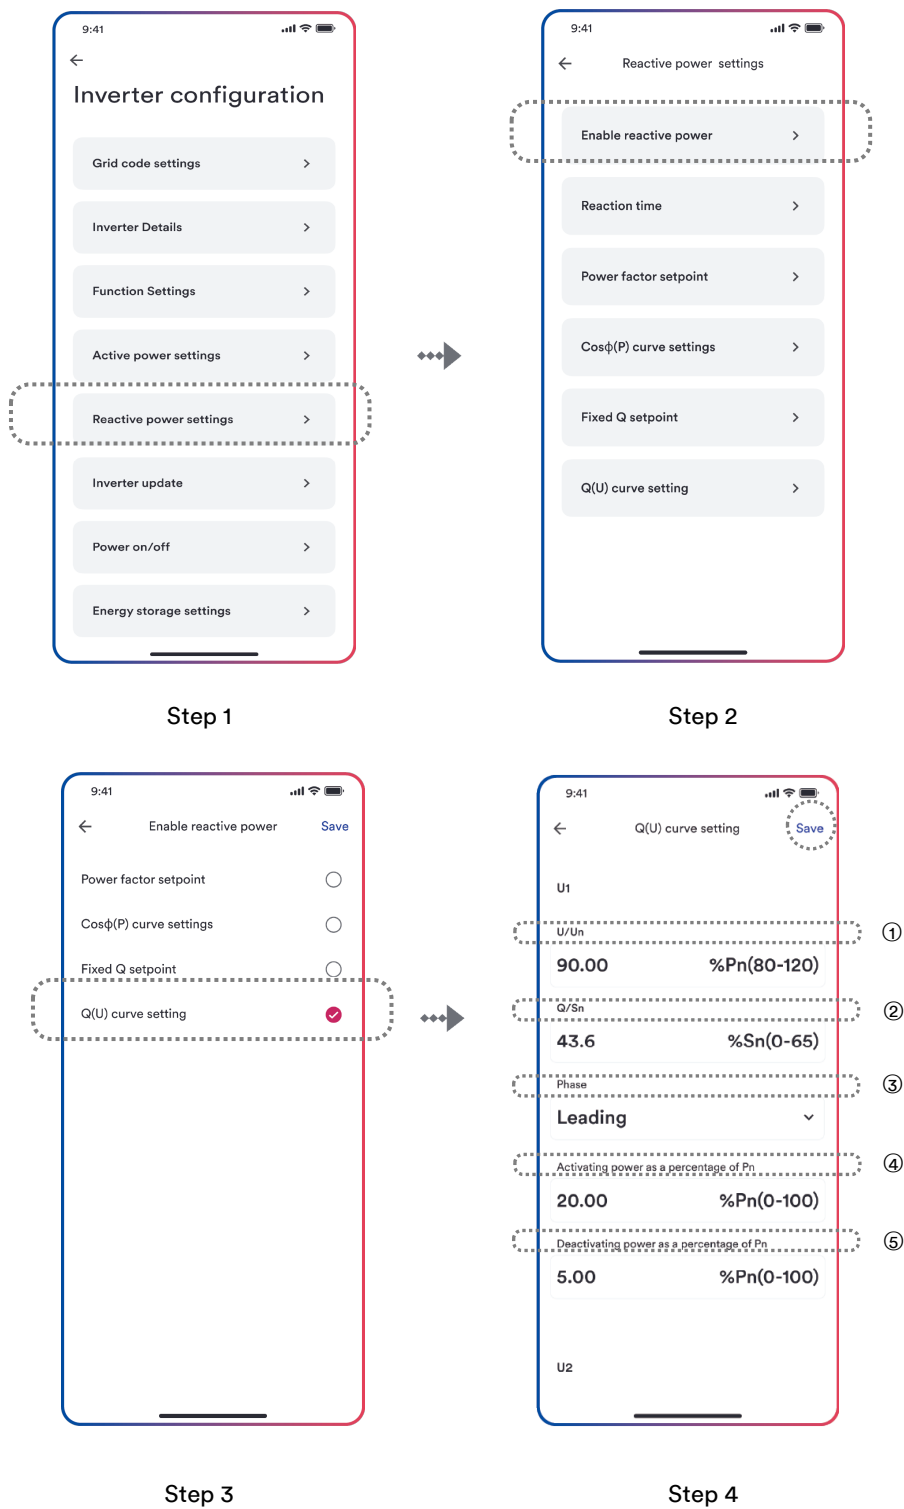 9:41
Inverter configuration
Grid code settings
Inverter Details
Function Settings
Active power settings
Reactive power settings
Inverter update
Power on/off
Energy storage settings
Step 1
9:41
Reactive power settings
Enable reactive power
Reaction time
Power factor setpoint
Cosϕ(P) curve settings
Fixed Q setpoint
Q(U) curve setting
Step 2
9:41
Enable reactive power Save
Power factor setpoint
Cosϕ(P) curve settings
Fixed Q setpoint
Q(U) curve setting
Step 3
9:41
Q(U) curve setting Save
U1
U/Un ①
90.00 %Pn(80-120)
Q/Sn ②
43.6 %Sn(0-65)
Phase ③
Leading
Activating power as a percentage of Pn ④
20.00 %Pn(0-100)
Deactivating power as a percentage of Pn ⑤
5.00 %Pn(0-100)
U2
Step 4